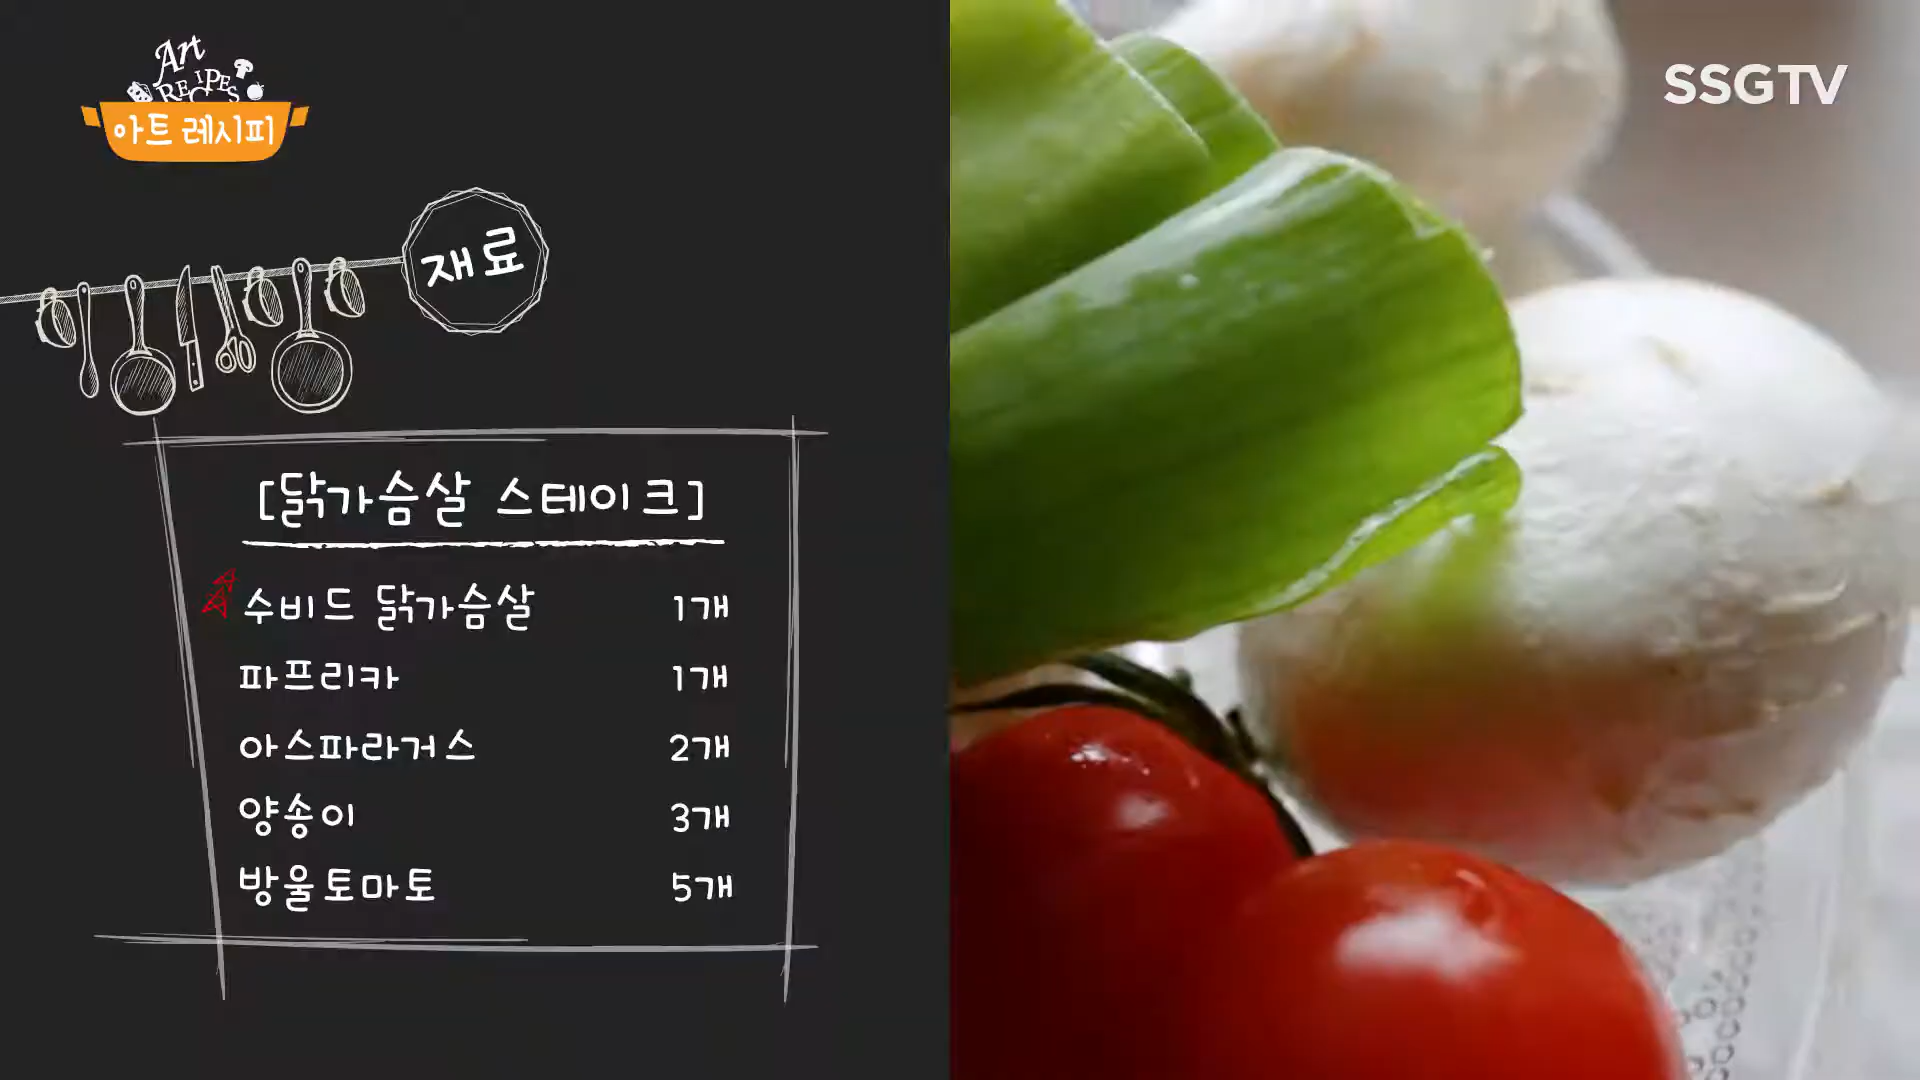 Art
RECIPES
아트 레시피
SSGTV
재료
[닭가슴살 스테이크]
수비드 닭가슴살 1개
파프리카 1개
아스파라거스 2개
양송이 3개
방울토마토 5개